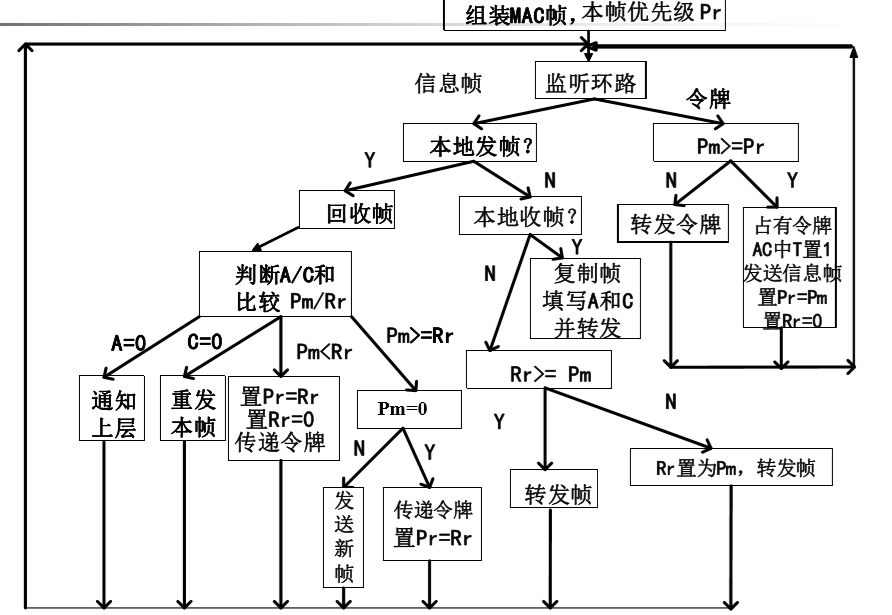 组装MAC帧,本帧优先级 Pr
监听环路
信息帧
令牌
本地发帧?
Pm>=Pr
Y
N
N
Y
回收帧
本地收帧?
转发令牌
占有令牌
AC中T置1
发送信息帧
置Pr=Pm
置Rr=0
N
Y
复制帧
填写A和C
并转发
判断A/C和
比较 Pm/Rr
A=0
C=0
Pm<Rr
Pm>=Rr
Rr>= Pm
通知
上层
重发
本帧
置Pr=Rr
置Rr=0
传递令牌
Pm=0
Y
N
N
Y
发
送
新
帧
传递令牌
置Pr=Rr
转发帧
Rr置为Pm, 转发帧